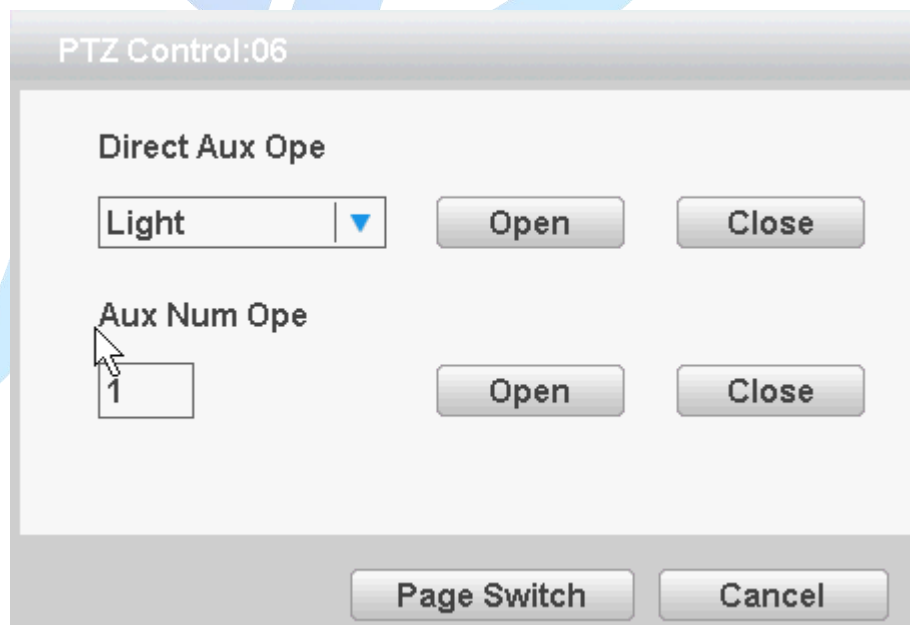 PTZ Control:06
Direct Aux Ope
Light Open Close
Aux Num Ope
1 Open Close
Page Switch Cancel